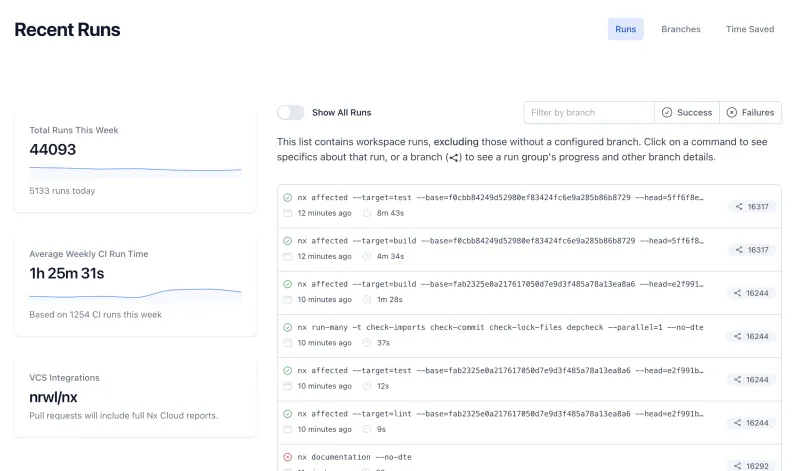 Recent Runs
Runs
Branches
Time Saved
Total Runs This Week
44093
5133 runs today
Average Weekly CI Run Time
1h 25m 31s
Based on 1254 CI runs this week
VCS Integrations
nrwl/nx
Pull requests will include full Nx Cloud reports.
Show All Runs
Filter by branch
Success
Failures
This list contains workspace runs, excluding those without a configured branch. Click on a command to see
specifics about that run, or a branch ( ) to see a run group's progress and other branch details.
nx affected --target=test --base=f0cbb84249d52980ef83424fc6e9a285b86b8729 --head=5ff6f8e…
12 minutes ago 8m 43s
16317
nx affected --target=build --base=f0cbb84249d52980ef83424fc6e9a285b86b8729 --head=5ff6f8…
12 minutes ago 4m 34s
16317
nx affected --target=build --base=fab2325e0a217617050d7e9d3f485a78a13ea8a6 --head=e2f991…
10 minutes ago 1m 28s
16244
nx run-many -t check-imports check-commit check-lock-files depcheck --parallel=1 --no-dte
10 minutes ago 37s
16244
nx affected --target=test --base=fab2325e0a217617050d7e9d3f485a78a13ea8a6 --head=e2f991b…
10 minutes ago 12s
16244
nx affected --target=lint --base=fab2325e0a217617050d7e9d3f485a78a13ea8a6 --head=e2f991b…
10 minutes ago 9s
16244
nx documentation --no-dte
16292